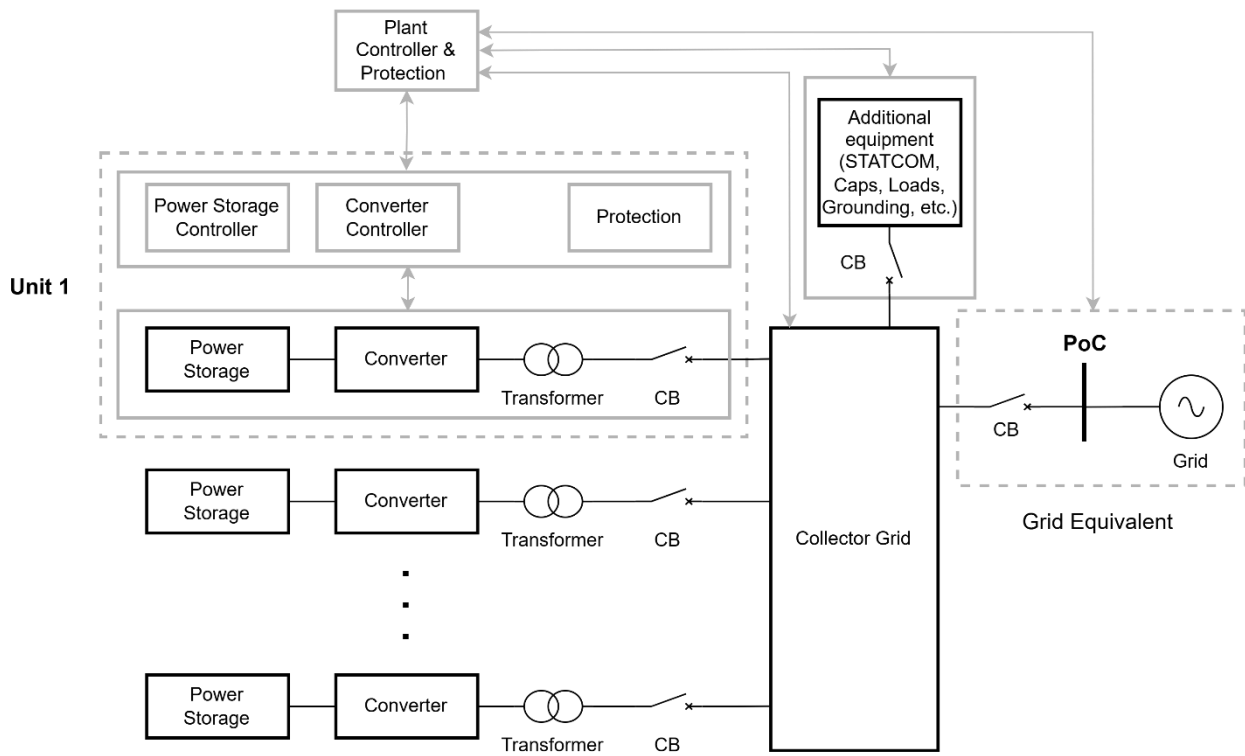 Plant
Controller &
Protection
Additional
equipment
(STATCOM,
Caps, Loads,
Grounding, etc.)
CB
Power Storage
Controller
Converter
Controller
Protection
Unit 1
Power
Storage
Converter
Transformer
CB
PoC
CB
Grid
Grid Equivalent
Power
Storage
Converter
Transformer
CB
Collector Grid
Power
Storage
Converter
Transformer
CB